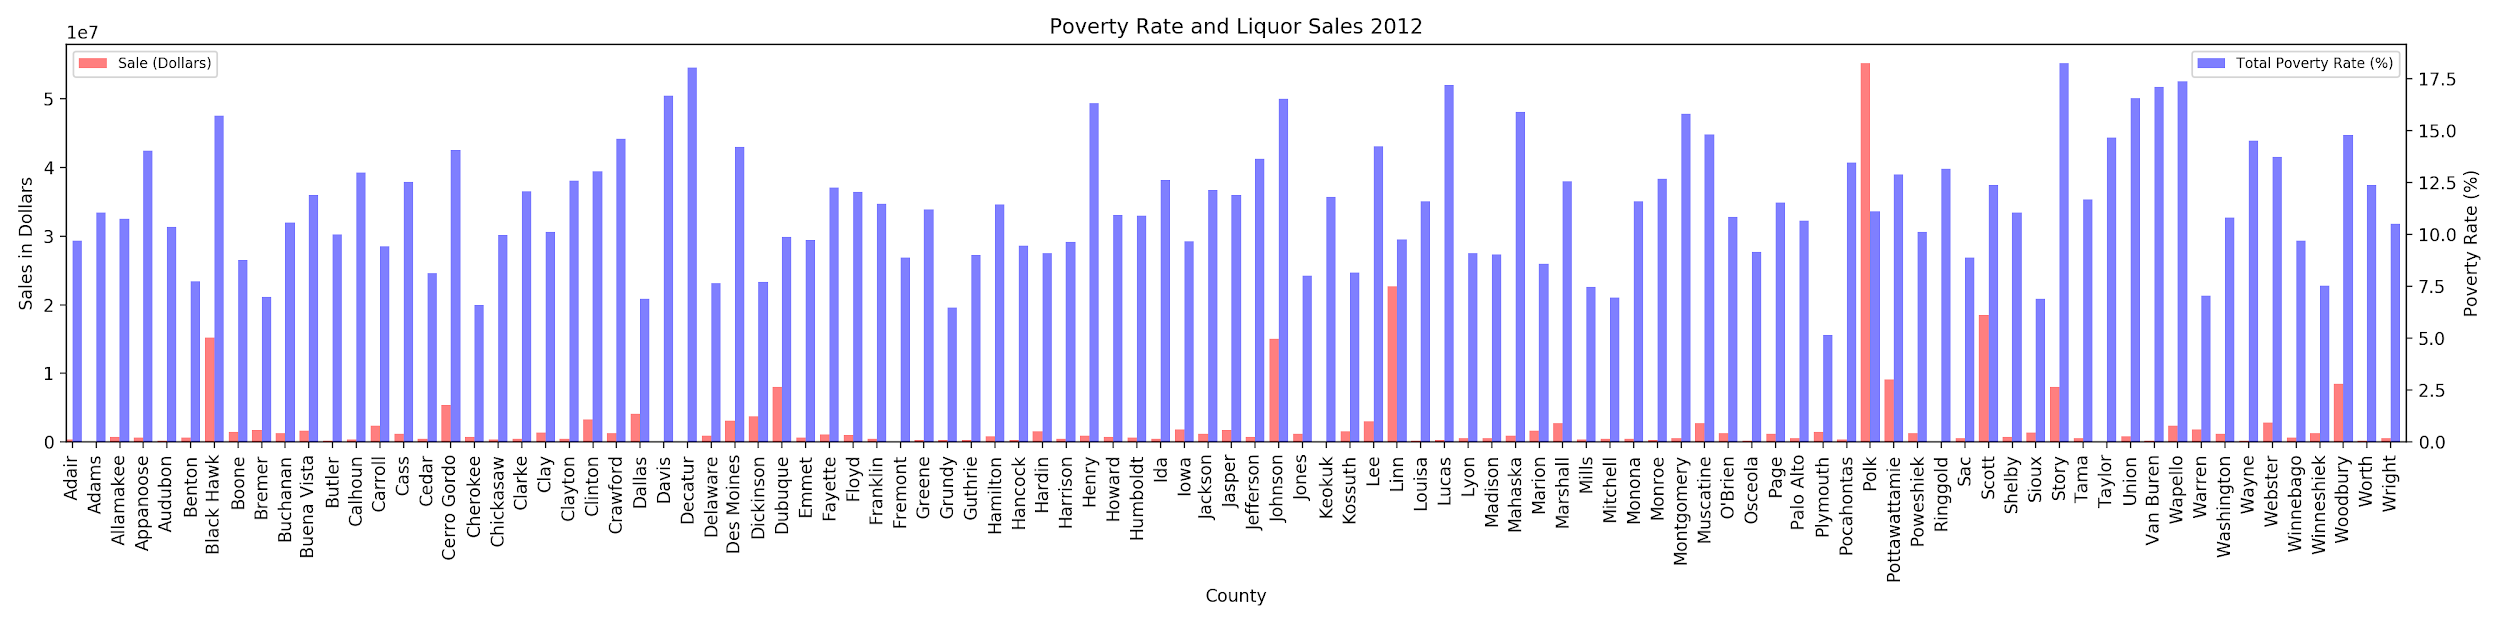 Poverty Rate and Liquor Sales 2012
1e7
Sale (Dollars)
Total Poverty Rate (%)
Sales in Dollars
5
4
3
2
1
0
Poverty Rate (%)
17.5
15.0
12.5
10.0
7.5
5.0
2.5
0.0
Adair
Adams
Allamakee
Appanoose
Audubon
Benton
Black Hawk
Boone
Bremer
Buchanan
Buena Vista
Butler
Calhoun
Carroll
Cass
Cedar
Cerro Gordo
Cherokee
Chickasaw
Clarke
Clay
Clayton
Clinton
Crawford
Dallas
Davis
Decatur
Delaware
Des Moines
Dickinson
Dubuque
Emmet
Fayette
Floyd
Franklin
Fremont
Greene
Grundy
Guthrie
Hamilton
Hancock
Hardin
Harrison
Henry
Howard
Humboldt
Ida
Iowa
Jackson
Jasper
Jefferson
Johnson
Jones
Keokuk
Kossuth
Lee
Linn
Louisa
Lucas
Lyon
Madison
Mahaska
Marion
Marshall
Mills
Mitchell
Monona
Monroe
Montgomery
Muscatine
O'Brien
Osceola
Page
Palo Alto
Plymouth
Pocahontas
Polk
Pottawattamie
Poweshiek
Ringgold
Sac
Scott
Shelby
Sioux
Story
Tama
Taylor
Union
Van Buren
Wapello
Warren
Washington
Wayne
Webster
Winnebago
Winneshiek
Woodbury
Worth
Wright
County